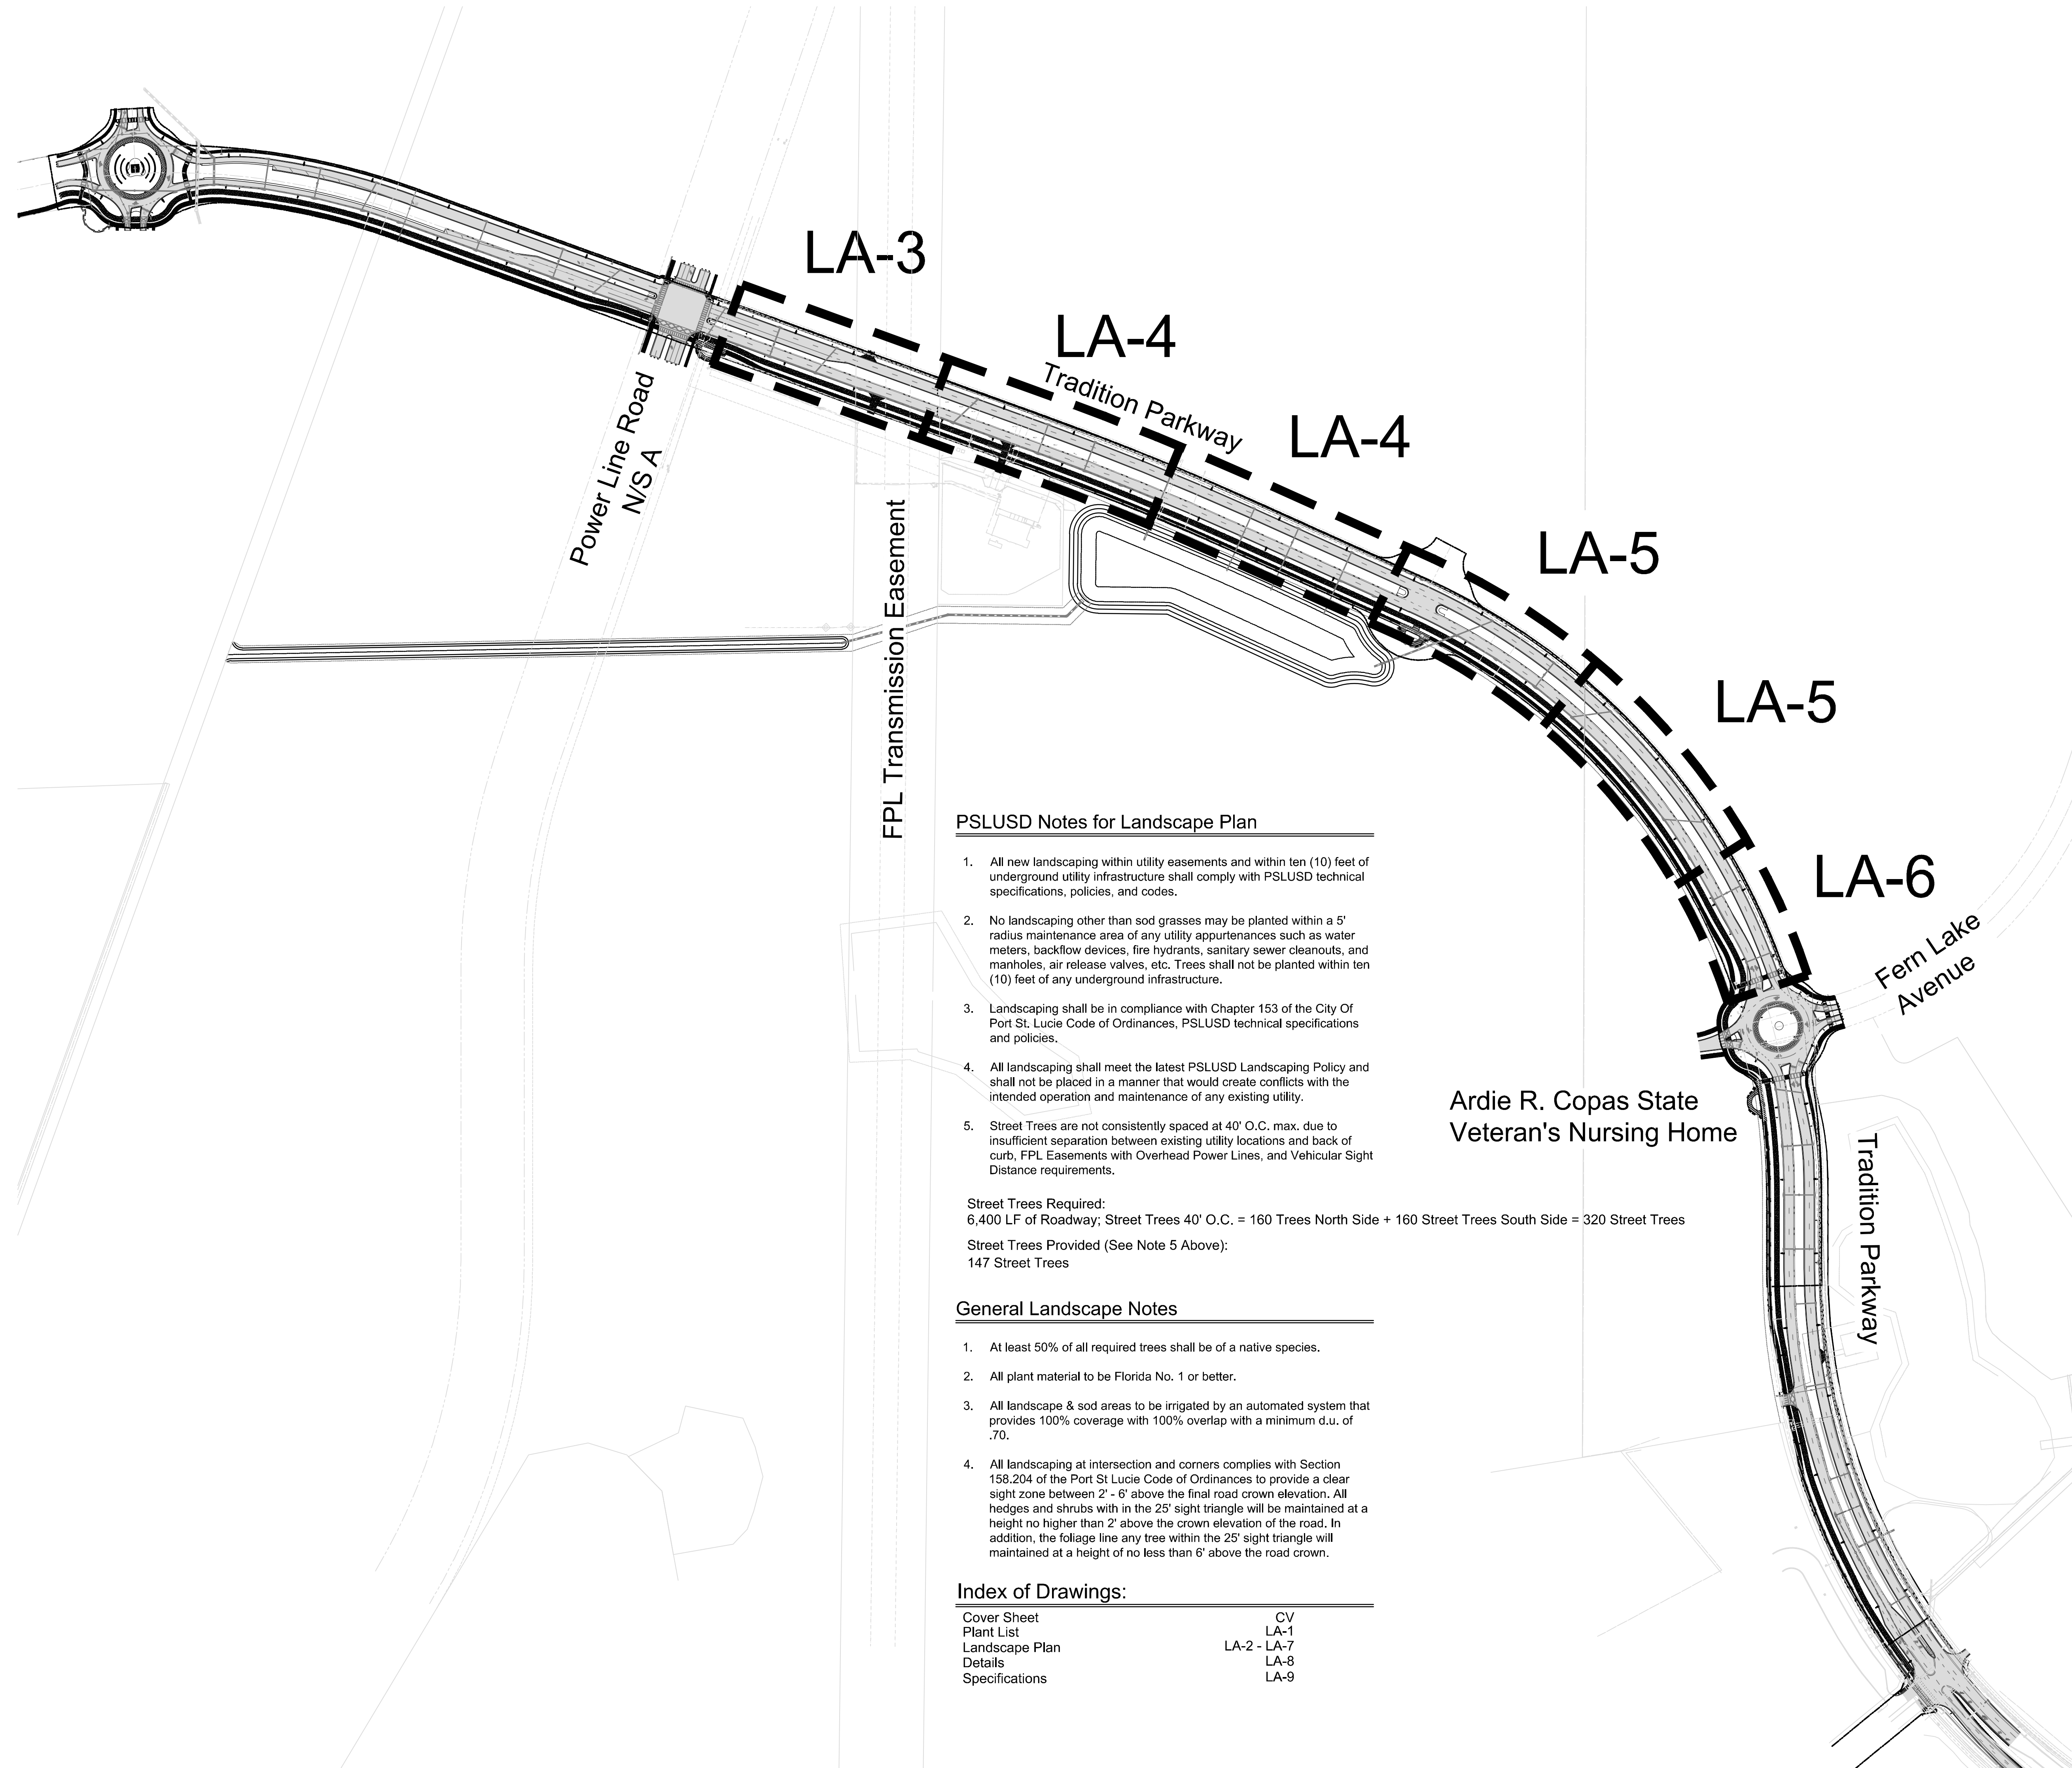 LA-3
LA-4
Tradition Parkway
LA-4
LA-5
LA-5
LA-6
Power Line Road
N/S A
FPL Transmission Easement
Fern Lake
Avenue
Ardie R. Copas State
Veteran's Nursing Home
Tradition Parkway
PSLUSD Notes for Landscape Plan
1. All new landscaping within utility easements and within ten (10) feet of
underground utility infrastructure shall comply with PSLUSD technical
specifications, policies, and codes.
2. No landscaping other than sod grasses may be planted within a 5'
radius maintenance area of any utility appurtenances such as water
meters, backflow devices, fire hydrants, sanitary sewer cleanouts, and
manholes, air release valves, etc. Trees shall not be planted within ten
(10) feet of any underground infrastructure.
3. Landscaping shall be in compliance with Chapter 153 of the City Of
Port St. Lucie Code of Ordinances, PSLUSD technical specifications
and policies.
4. All landscaping shall meet the latest PSLUSD Landscaping Policy and
shall not be placed in a manner that would create conflicts with the
intended operation and maintenance of any existing utility.
5. Street Trees are not consistently spaced at 40' O.C. max. due to
insufficient separation between existing utility locations and back of
curb, FPL Easements with Overhead Power Lines, and Vehicular Sight
Distance requirements.
Street Trees Required:
6,400 LF of Roadway; Street Trees 40' O.C. = 160 Trees North Side + 160 Street Trees South Side = 320 Street Trees
Street Trees Provided (See Note 5 Above):
147 Street Trees
General Landscape Notes
1. At least 50% of all required trees shall be of a native species.
2. All plant material to be Florida No. 1 or better.
3. All landscape & sod areas to be irrigated by an automated system that
provides 100% coverage with 100% overlap with a minimum d.u. of
.70.
4. All landscaping at intersection and corners complies with Section
158.204 of the Port St Lucie Code of Ordinances to provide a clear
sight zone between 2' - 6' above the final road crown elevation. All
hedges and shrubs with in the 25' sight triangle will be maintained at a
height no higher than 2' above the crown elevation of the road. In
addition, the foliage line any tree within the 25' sight triangle will
maintained at a height of no less than 6' above the road crown.
Index of Drawings:
Cover Sheet CV
Plant List LA-1
Landscape Plan LA-2 - LA-7
Details LA-8
Specifications LA-9